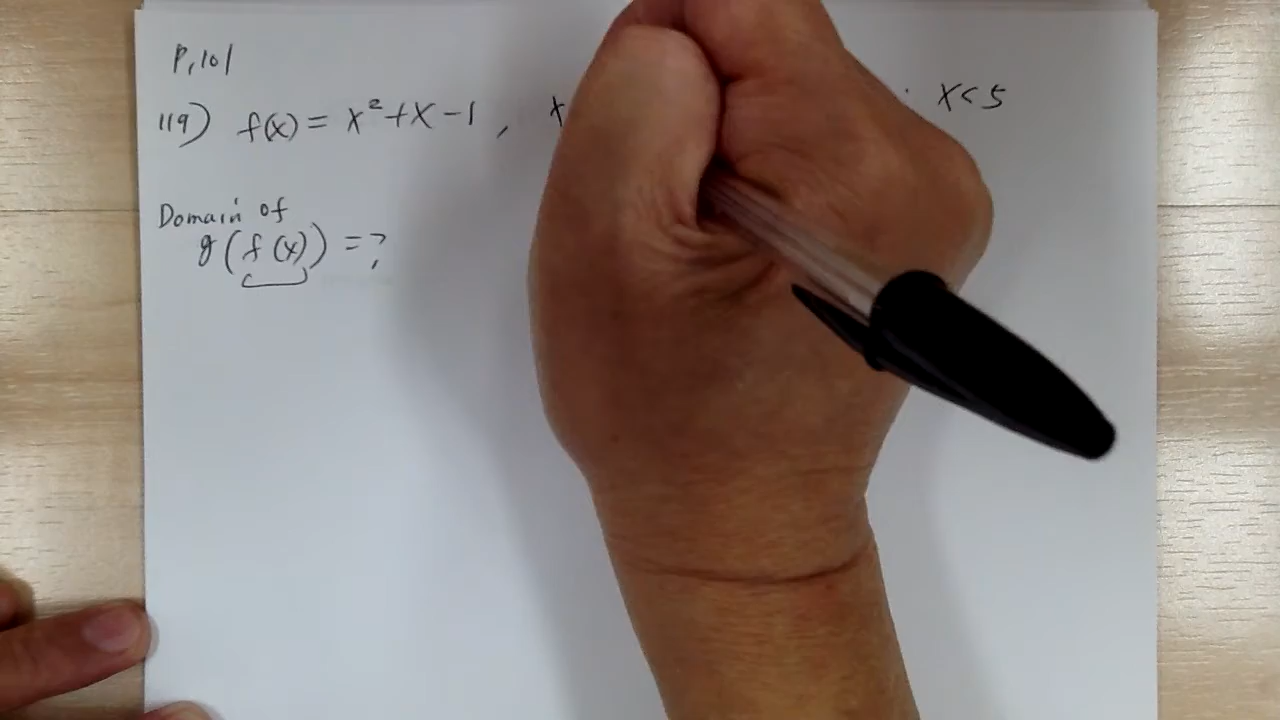 P,101
119) f(x) = x²+x-1 , x x<5
Domain of
g(f(x)) = ?